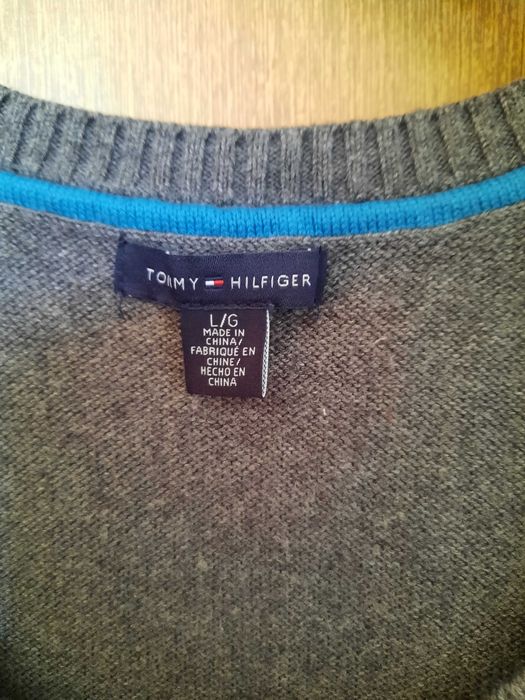 TOMMY HILFIGER
L/G
MADE IN
CHINA/
FABRIQUÉ EN
CHINE/
HECHO EN
CHINA